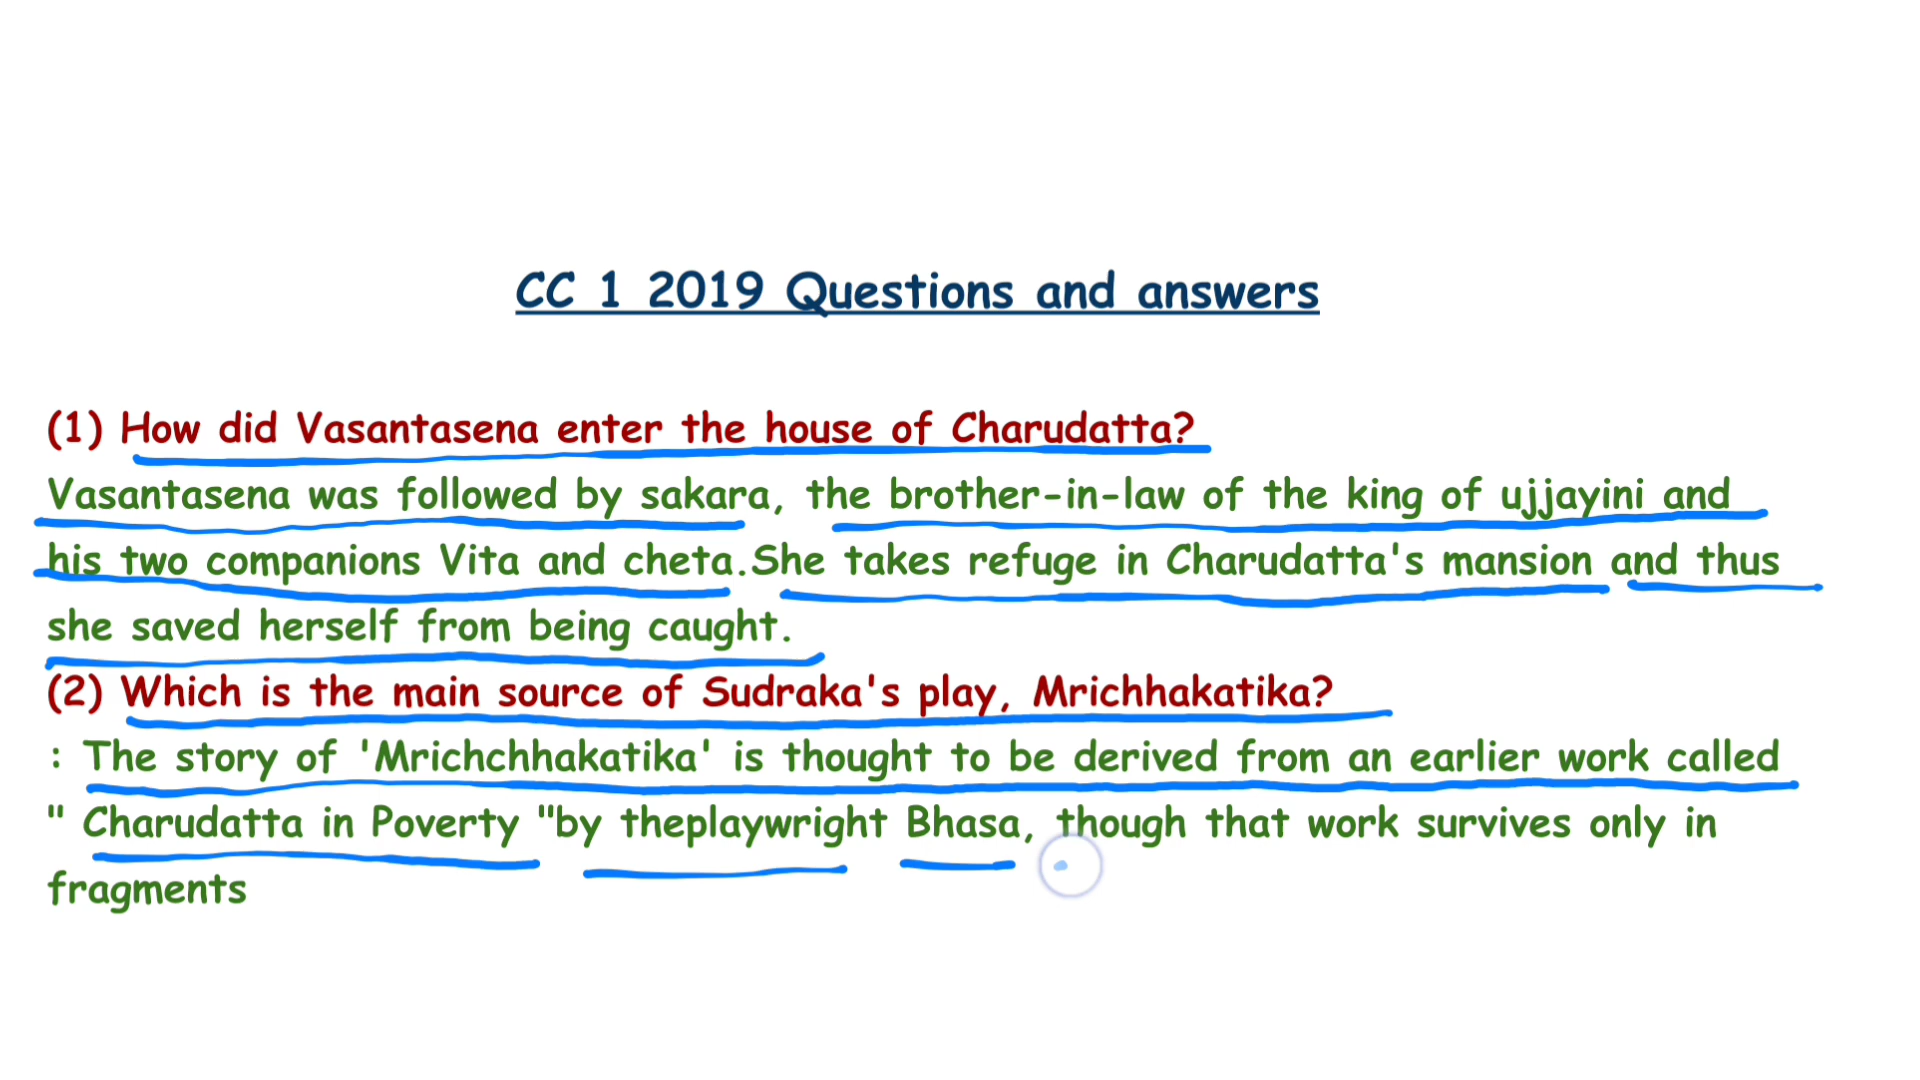 CC 1 2019 Questions and answers
(1) How did Vasantasena enter the house of Charudatta?
Vasantasena was followed by sakara, the brother-in-law of the king of ujjayini and
his two companions Vita and cheta.She takes refuge in Charudatta's mansion and thus
she saved herself from being caught.
(2) Which is the main source of Sudraka's play, Mrichhakatika?
: The story of 'Mrichchhakatika' is thought to be derived from an earlier work called
" Charudatta in Poverty "by theplaywright Bhasa, though that work survives only in
fragments